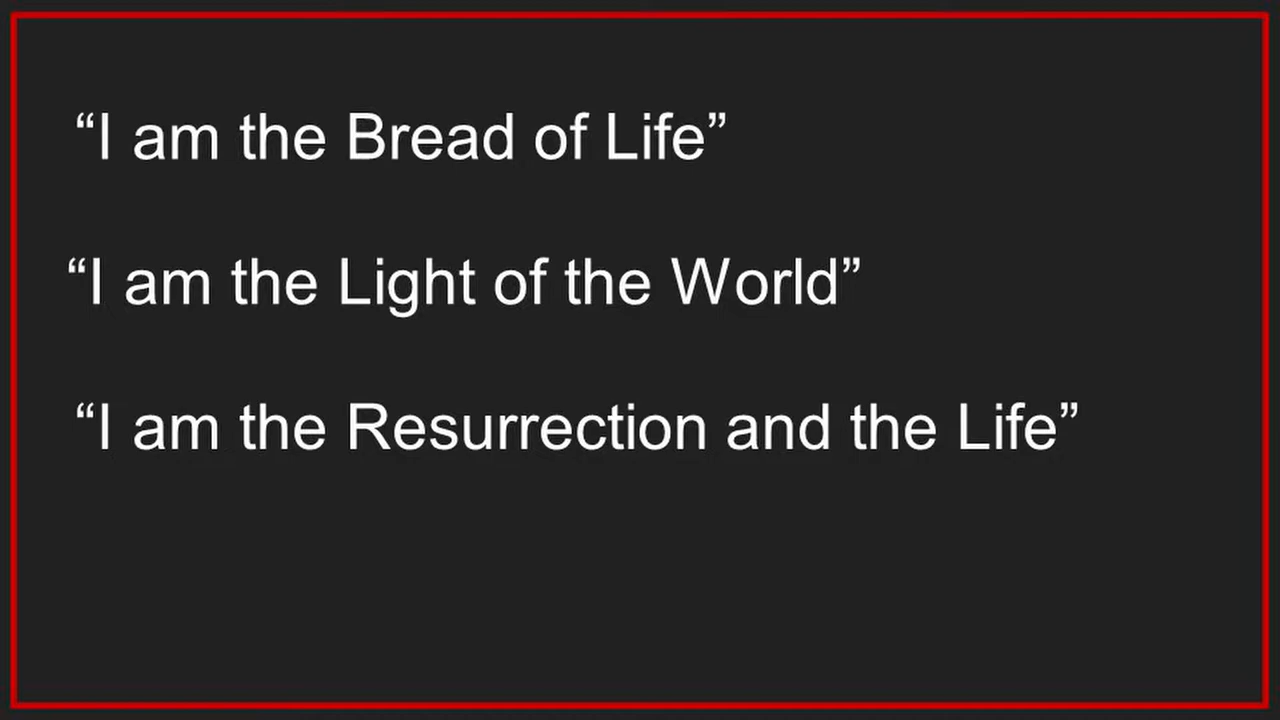 “I am the Bread of Life”
“I am the Light of the World”
“I am the Resurrection and the Life”